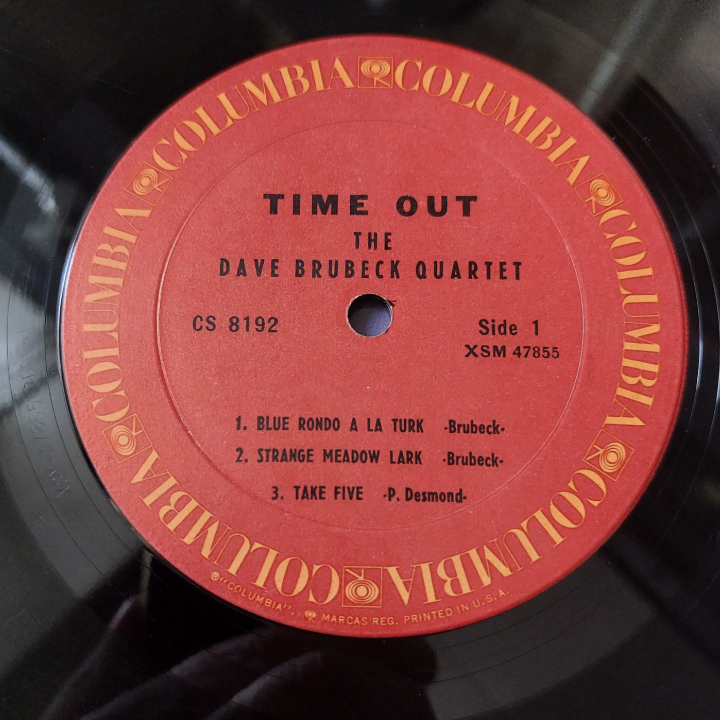 COLUMBIA COLUMBIA COLUMBIA COLUMBIA COLUMBIA COLUMBIA COLUMBIA
TIME OUT
THE
DAVE BRUBECK QUARTET
CS 8192
Side 1
XSM 47855
1. BLUE RONDO A LA TURK -Brubeck-
2. STRANGE MEADOW LARK -Brubeck-
3. TAKE FIVE -P. Desmond-
® "COLUMBIA", MARCAS REG. PRINTED IN U.S.A.